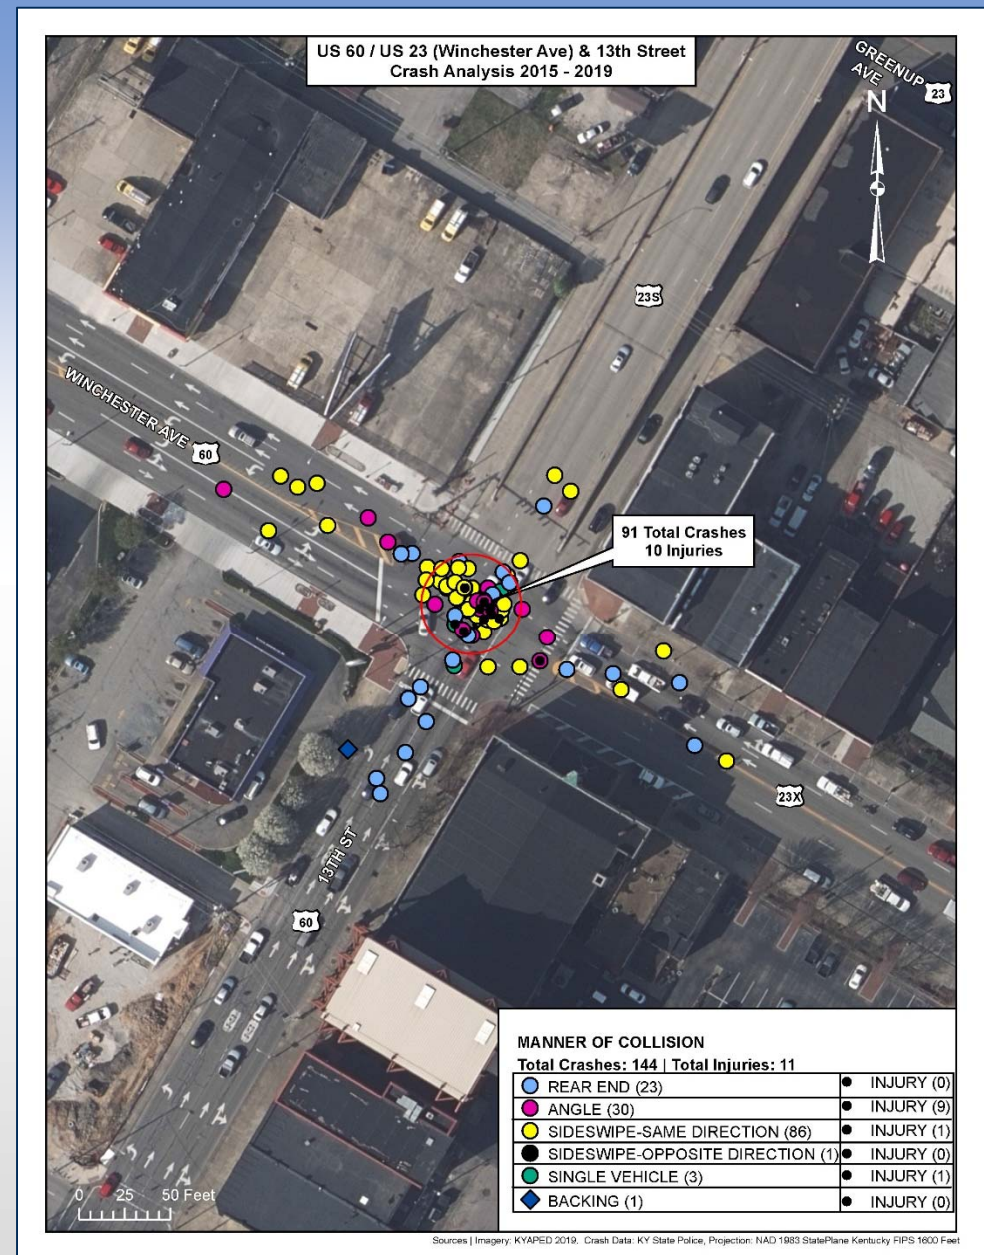 US 60 / US 23 (Winchester Ave) & 13th Street
Crash Analysis 2015 - 2019
GREENUP
AVE
23
N
23S
WINCHESTER AVE
60
91 Total Crashes
10 Injuries
23X
13TH ST
60
MANNER OF COLLISION
Total Crashes: 144 | Total Injuries: 11
REAR END (23) INJURY (0)
ANGLE (30) INJURY (9)
SIDESWIPE-SAME DIRECTION (86) INJURY (1)
SIDESWIPE-OPPOSITE DIRECTION (1) INJURY (0)
SINGLE VEHICLE (3) INJURY (1)
BACKING (1) INJURY (0)
0 25 50 Feet
Sources | Imagery: KYAPED 2019, Crash Data: KY State Police, Projection: NAD 1983 StatePlane Kentucky FIPS 1600 Feet